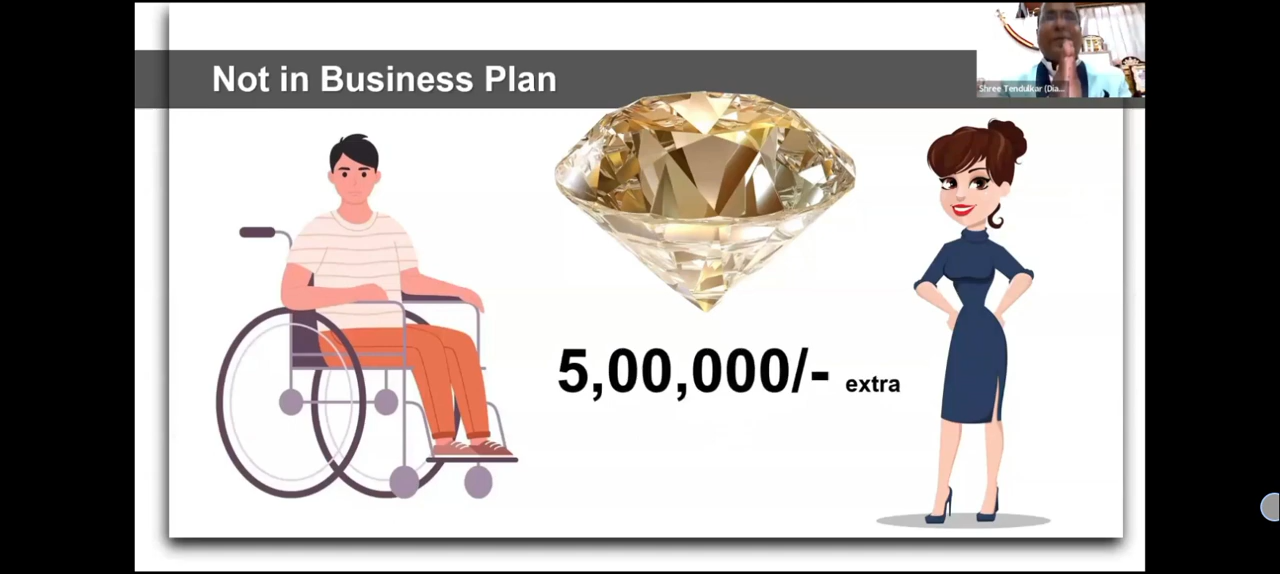 Not in Business Plan
Shree Tendulkar (Dia...
5,00,000/- extra